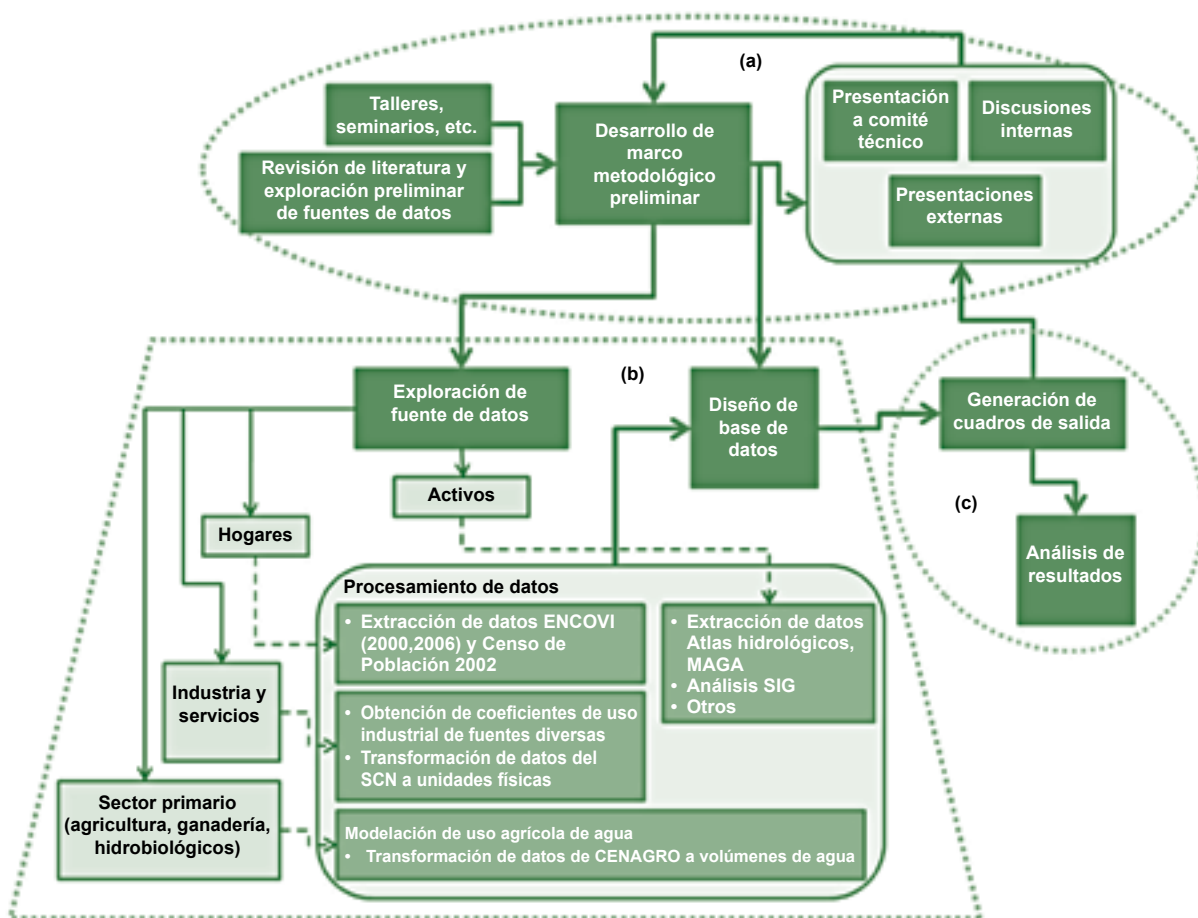 (a)
Talleres,
seminarios, etc.
Revisión de literatura y
exploración preliminar
de fuentes de datos
Desarrollo de
marco
metodológico
preliminar
Presentación
a comité
técnico
Discusiones
internas
Presentaciones
externas
(b)
Exploración de
fuente de datos
Diseño de
base de
datos
Generación de
cuadros de salida
(c)
Análisis de
resultados
Activos
Hogares
Industria y
servicios
Sector primario
(agricultura, ganadería,
hidrobiológicos)
Procesamiento de datos
• Extracción de datos ENCOVI
(2000,2006) y Censo de
Población 2002
• Extracción de datos
Atlas hidrológicos,
MAGA
• Análisis SIG
• Otros
• Obtención de coeficientes de uso
industrial de fuentes diversas
• Transformación de datos del
SCN a unidades físicas
Modelación de uso agrícola de agua
• Transformación de datos de CENAGRO a volúmenes de agua